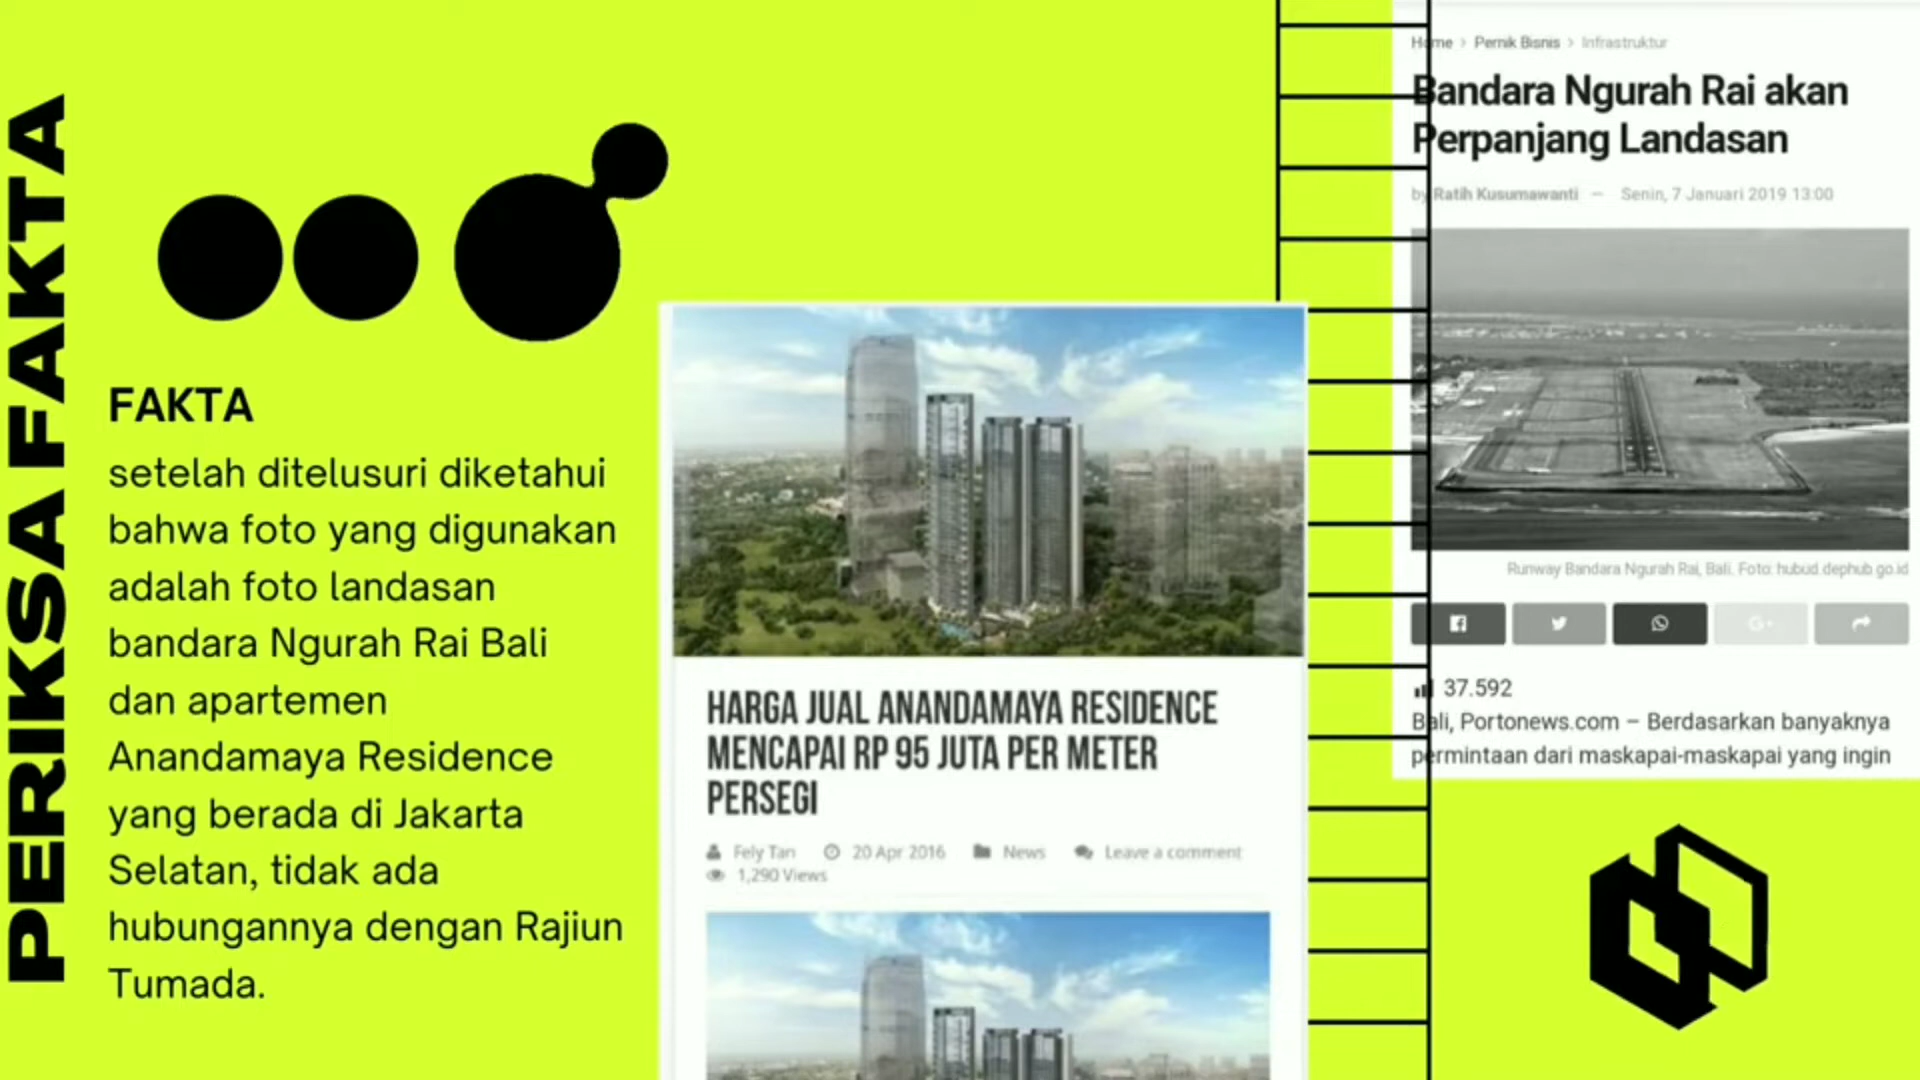 PERIKSA FAKTA
FAKTA
setelah ditelusuri diketahui
bahwa foto yang digunakan
adalah foto landasan
bandara Ngurah Rai Bali
dan apartemen
Anandamaya Residence
yang berada di Jakarta
Selatan, tidak ada
hubungannya dengan Rajiun
Tumada.
HARGA JUAL ANANDAMAYA RESIDENCE
MENCAPAI RP 95 JUTA PER METER
PERSEGI
Fely Tan 20 Apr 2016 News Leave a comment
1,290 Views
Home > Pernik Bisnis > Infrastruktur
Bandara Ngurah Rai akan
Perpanjang Landasan
by Ratih Kusumawanti — Senin, 7 Januari 2019 13:00
Runway Bandara Ngurah Rai, Bali. Foto: hubud.dephub.go.id
G+
37.592
Bali, Portonews.com – Berdasarkan banyaknya
permintaan dari maskapai-maskapai yang ingin